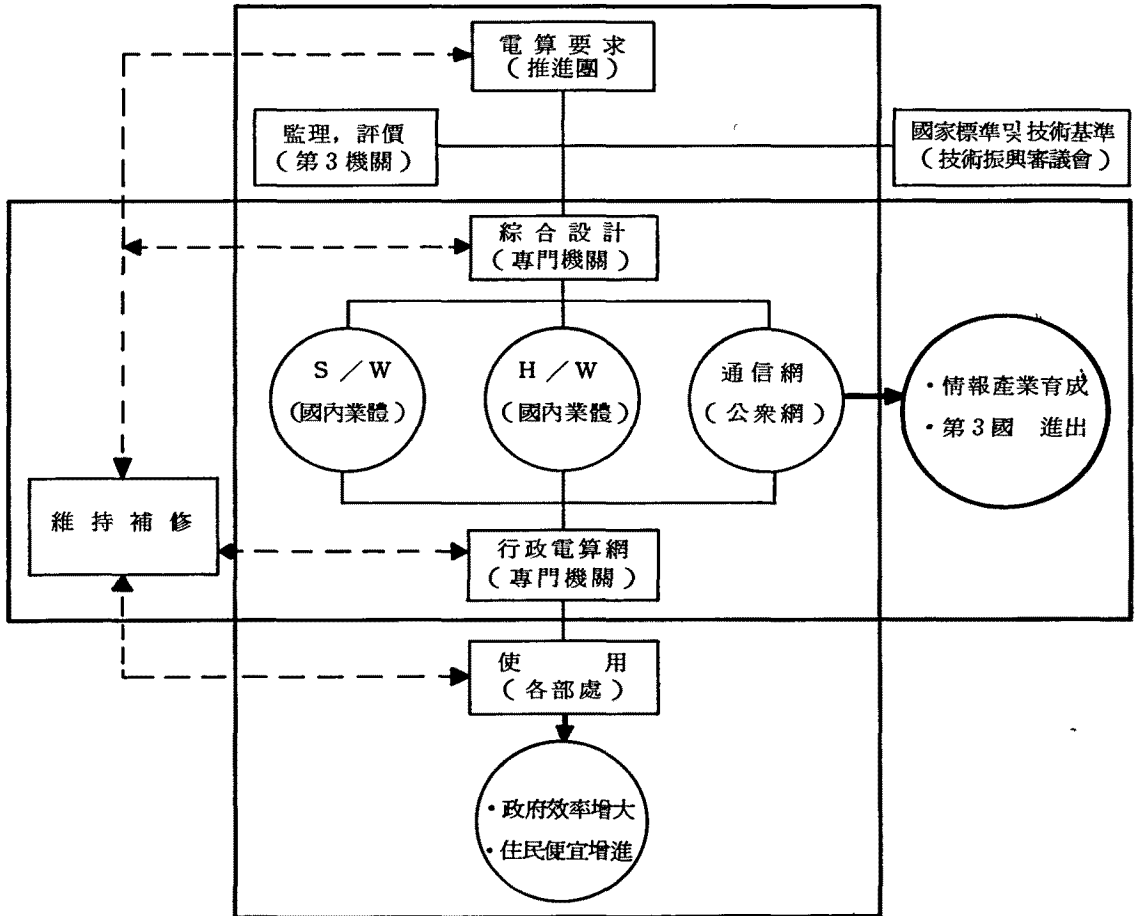 電算要求
(推進團)
監理, 評價
(第3機關)
國家標準및技術基準
(技術振興審議會)
綜合設計
(專門機關)
S/W
(國內業體)
H/W
(國內業體)
通信網
(公衆網)
·情報產業育成
·第3國 進出
維持補修
行政電算網
(專門機關)
使 用
(各部處)
·政府效率增大
·住民便宜增進